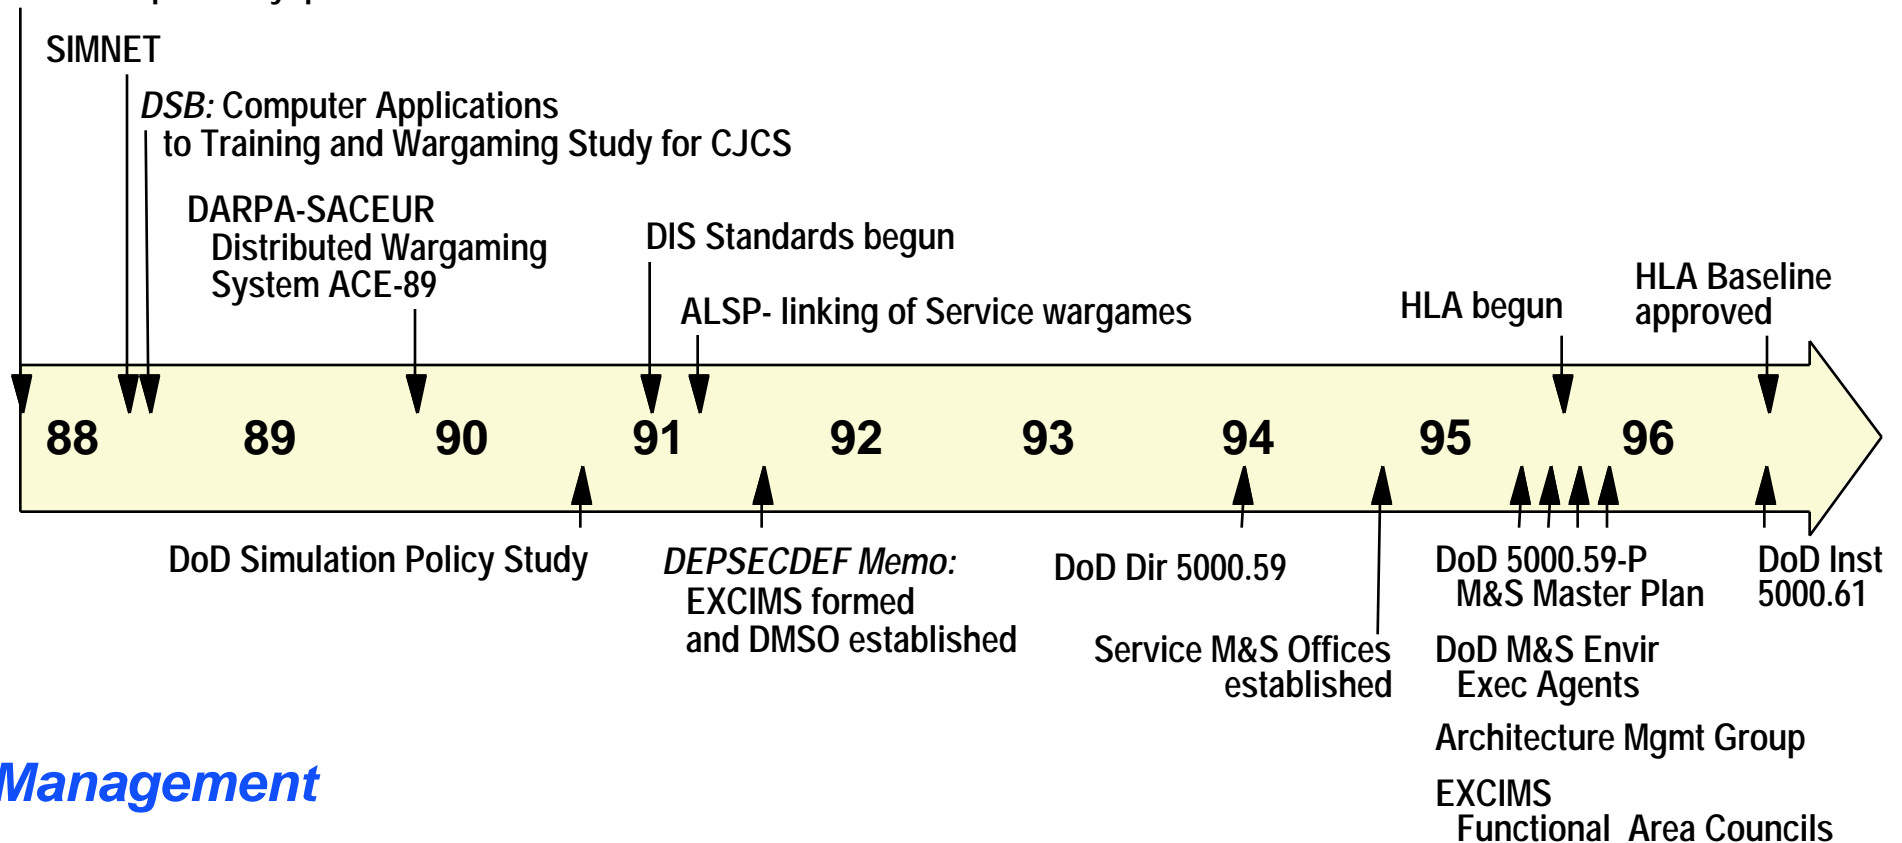 SIMNET
DSB: Computer Applications
to Training and Wargaming Study for CJCS
DARPA-SACEUR
Distributed Wargaming
System ACE-89
DIS Standards begun
ALSP- linking of Service wargames
HLA begun
HLA Baseline
approved
88 89 90 91 92 93 94 95 96
DoD Simulation Policy Study
DEPSECDEF Memo:
EXCIMS formed
and DMSO established
DoD Dir 5000.59
Service M&S Offices
established
DoD 5000.59-P
M&S Master Plan
DoD M&S Envir
Exec Agents
Architecture Mgmt Group
EXCIMS
Functional Area Councils
DoD Inst
5000.61
Management